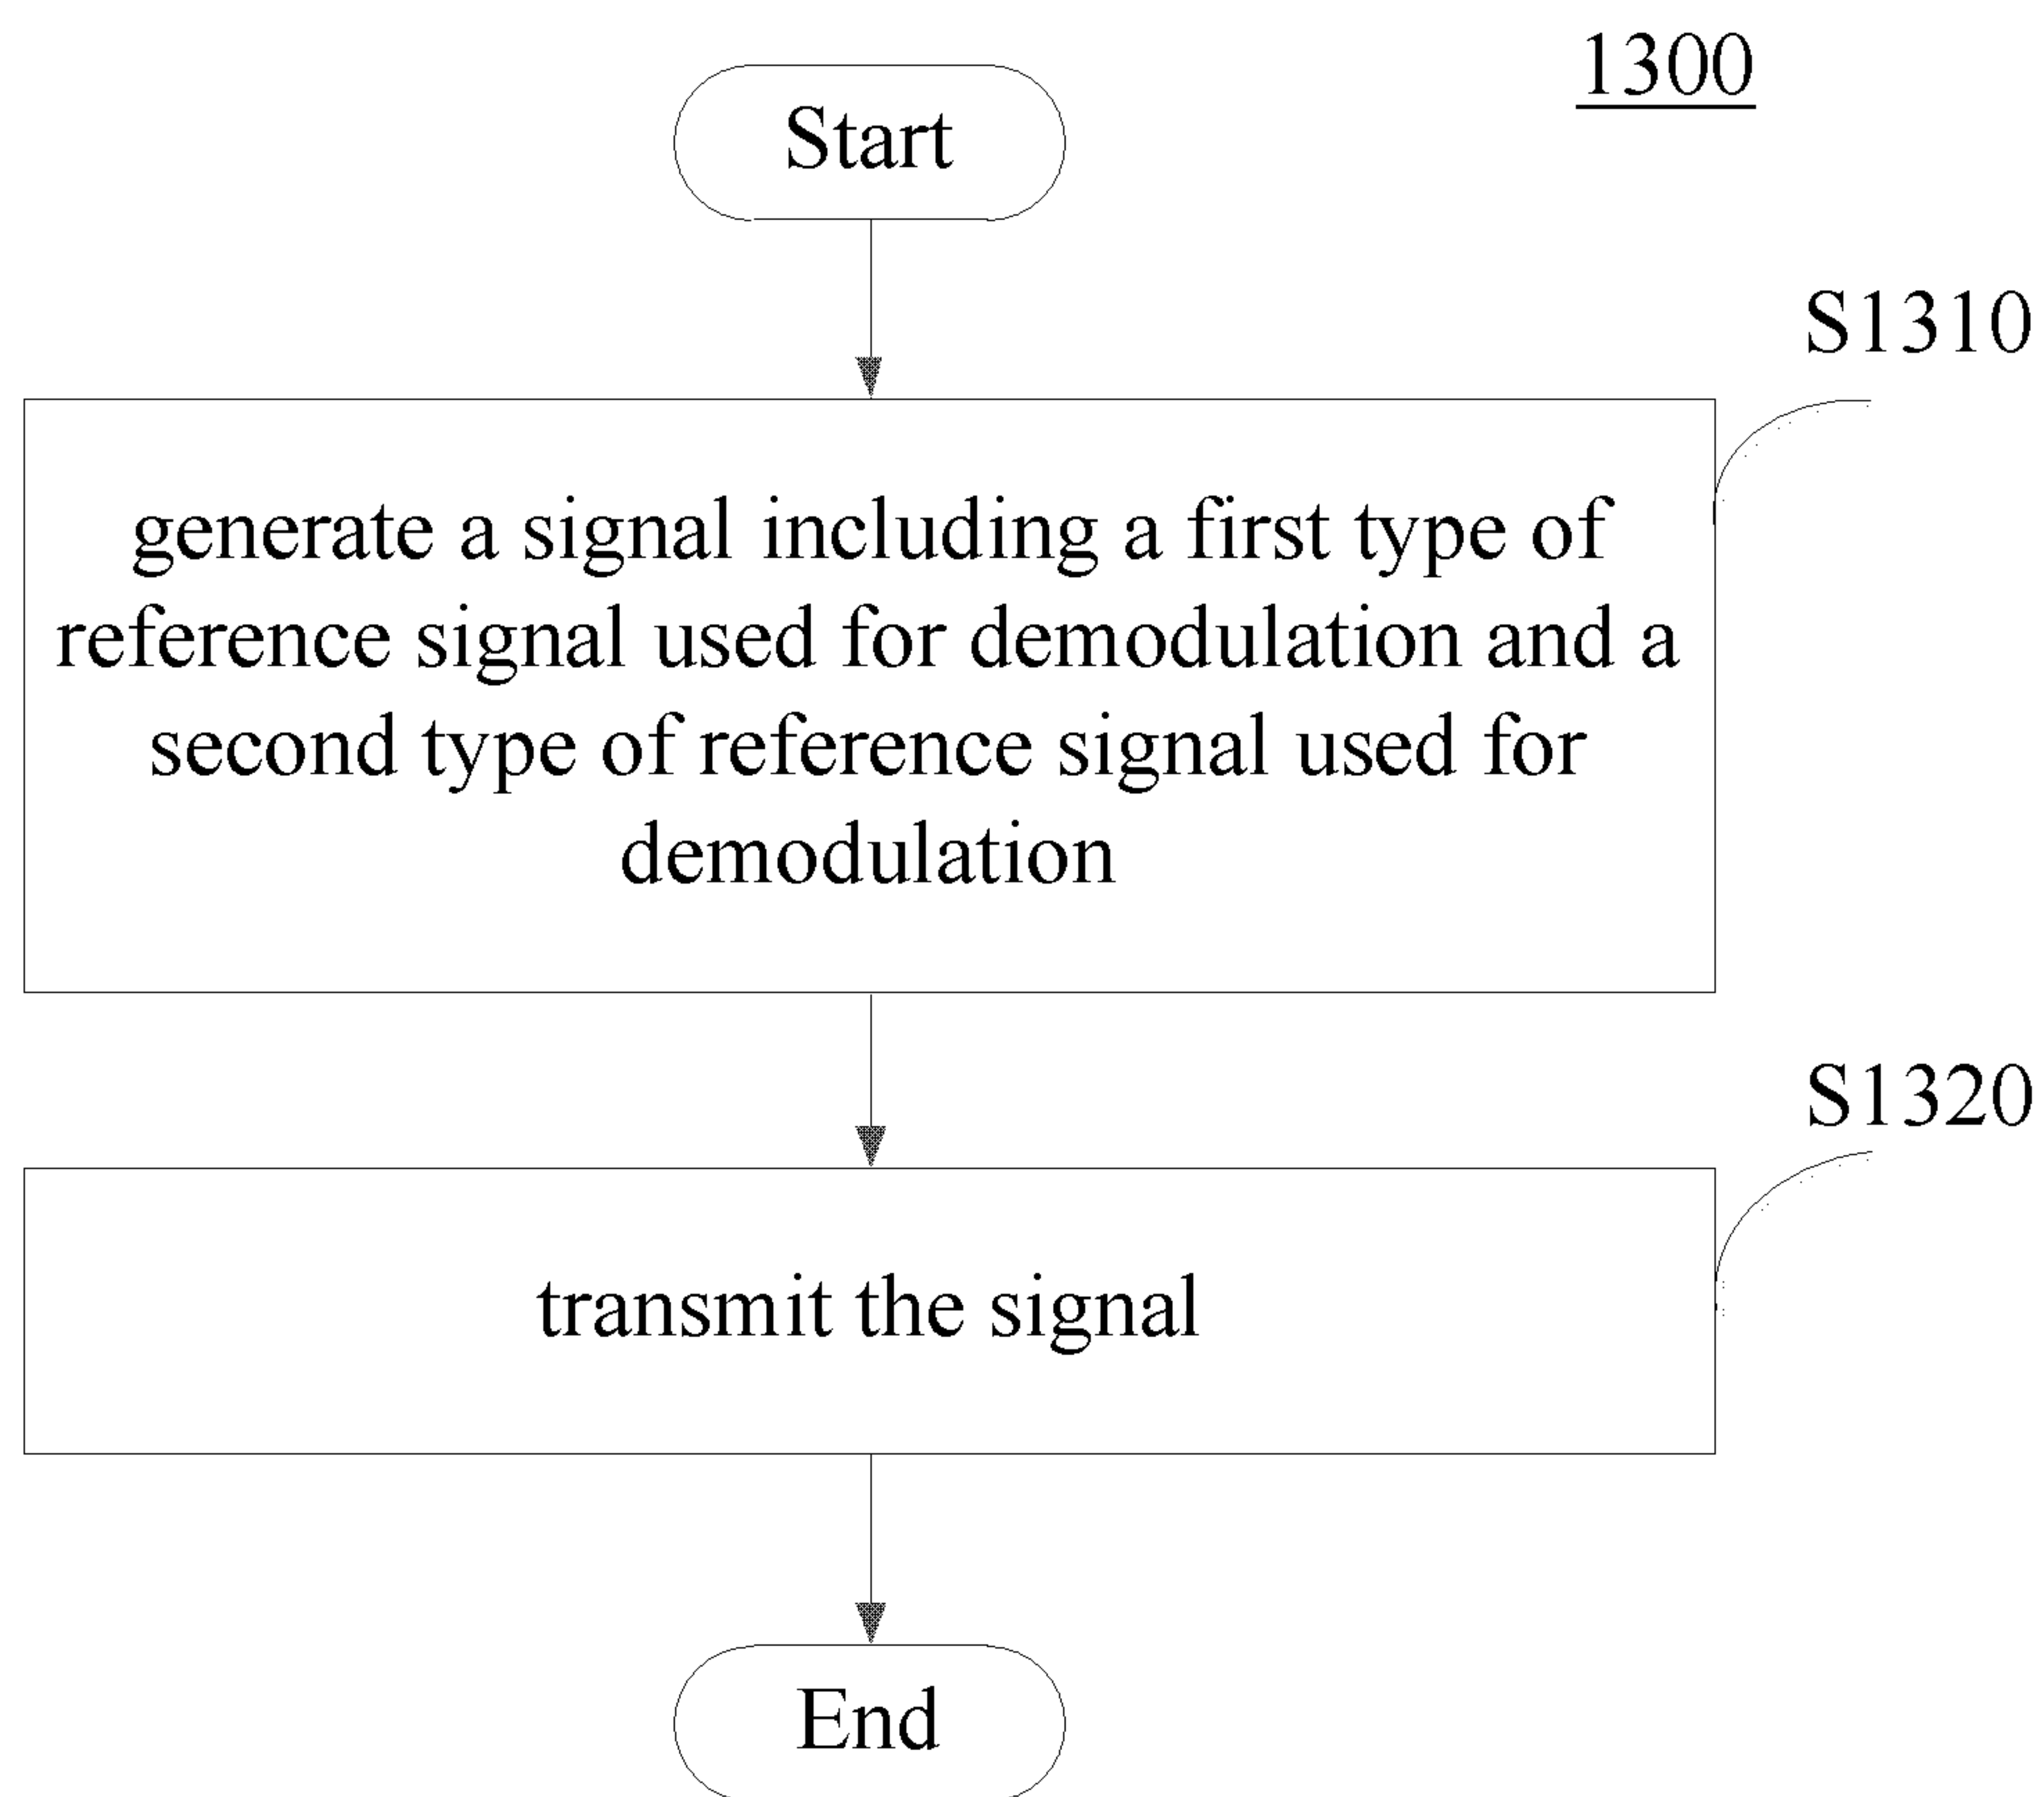 1300
Start
S1310
generate a signal including a first type of
reference signal used for demodulation and a
second type of reference signal used for
demodulation
S1320
transmit the signal
End